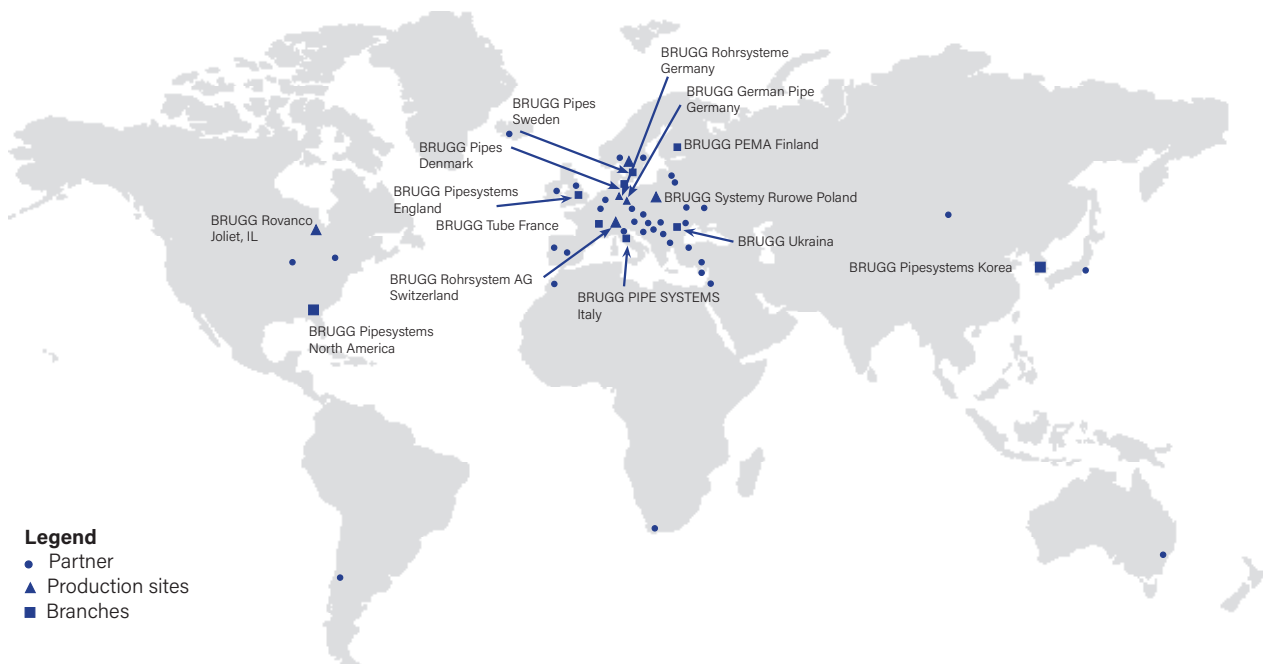 BRUGG Rohrsysteme
Germany
BRUGG German Pipe
Germany
BRUGG Pipes
Sweden
BRUGG PEMA Finland
BRUGG Pipes
Denmark
BRUGG Pipesystems
England
BRUGG Systemy Rurowe Poland
BRUGG Rovanco
Joliet, IL
BRUGG Tube France
BRUGG Ukraina
BRUGG Pipesystems Korea
BRUGG Rohrsystem AG
Switzerland
BRUGG PIPE SYSTEMS
Italy
BRUGG Pipesystems
North America
Legend
Partner
Production sites
Branches